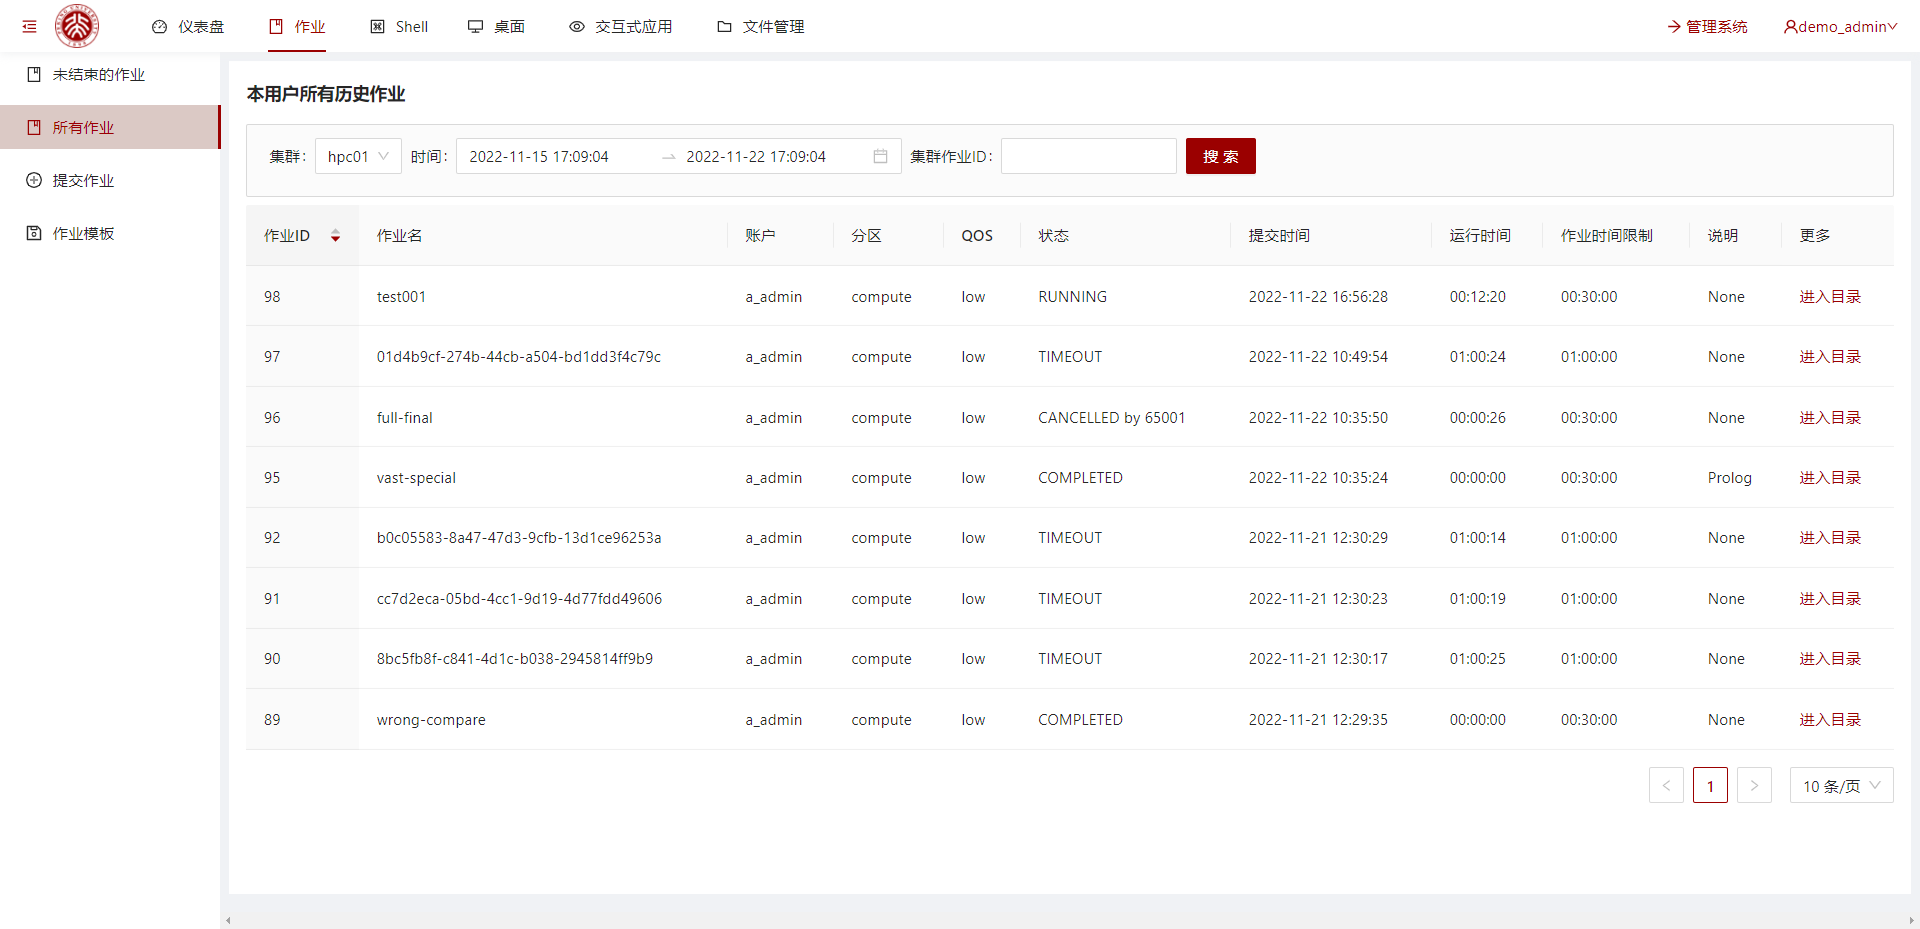 仪表盘 作业 Shell 桌面 交互式应用 文件管理 管理系统 demo_admin
未结束的作业
所有作业
提交作业
作业模板
本用户所有历史作业
集群: hpc01 时间: 2022-11-15 17:09:04 → 2022-11-22 17:09:04 集群作业ID: 搜 索
作业ID 作业名 账户 分区 QOS 状态 提交时间 运行时间 作业时间限制 说明 更多
98 test001 a_admin compute low RUNNING 2022-11-22 16:56:28 00:12:20 00:30:00 None 进入目录
97 01d4b9cf-274b-44cb-a504-bd1dd3f4c79c a_admin compute low TIMEOUT 2022-11-22 10:49:54 01:00:24 01:00:00 None 进入目录
96 full-final a_admin compute low CANCELLED by 65001 2022-11-22 10:35:50 00:00:26 00:30:00 None 进入目录
95 vast-special a_admin compute low COMPLETED 2022-11-22 10:35:24 00:00:00 00:30:00 Prolog 进入目录
92 b0c05583-8a47-47d3-9cfb-13d1ce96253a a_admin compute low TIMEOUT 2022-11-21 12:30:29 01:00:14 01:00:00 None 进入目录
91 cc7d2eca-05bd-4cc1-9d19-4d77fdd49606 a_admin compute low TIMEOUT 2022-11-21 12:30:23 01:00:19 01:00:00 None 进入目录
90 8bc5fb8f-c841-4d1c-b038-2945814ff9b9 a_admin compute low TIMEOUT 2022-11-21 12:30:17 01:00:25 01:00:00 None 进入目录
89 wrong-compare a_admin compute low COMPLETED 2022-11-21 12:29:35 00:00:00 00:30:00 None 进入目录
< 1 > 10 条/页